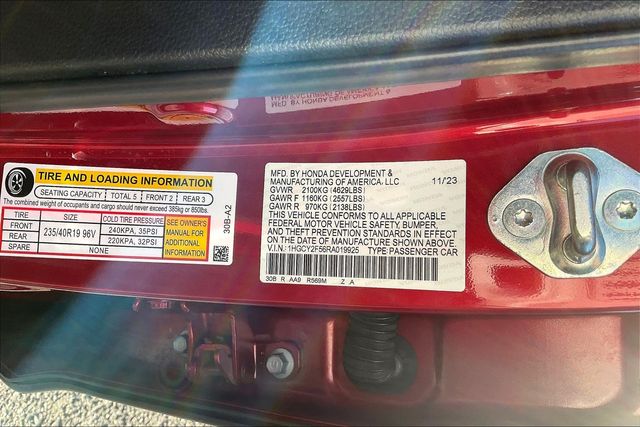 MFD. BY HONDA DEVELOPMENT &
TIRE AND LOADING INFORMATION
SEATING CAPACITY TOTAL 5 FRONT 2 REAR 3
The combined weight of occupants and cargo should never exceed 385kg or 850lbs.
TIRE SIZE COLD TIRE PRESSURE
FRONT 235/40R19 96V 240KPA, 35PSI
REAR 220KPA, 32PSI
SPARE NONE
SEE OWNER'S
MANUAL FOR
ADDITIONAL
INFORMATION
30B-A2
MFD. BY HONDA DEVELOPMENT &
MANUFACTURING OF AMERICA, LLC 11/23
GVWR 2100KG (4629LBS)
GAWR F 1160KG (2557LBS)
GAWR R 970KG (2138LBS)
THIS VEHICLE CONFORMS TO ALL APPLICABLE
FEDERAL MOTOR VEHICLE SAFETY, BUMPER,
AND THEFT PREVENTION STANDARDS IN EFFECT
ON THE DATE OF MANUFACTURE SHOWN ABOVE.
V.I.N.: 1HGCY2F56RA019925 TYPE: PASSENGER CAR
30B R AA9 R569M Z A